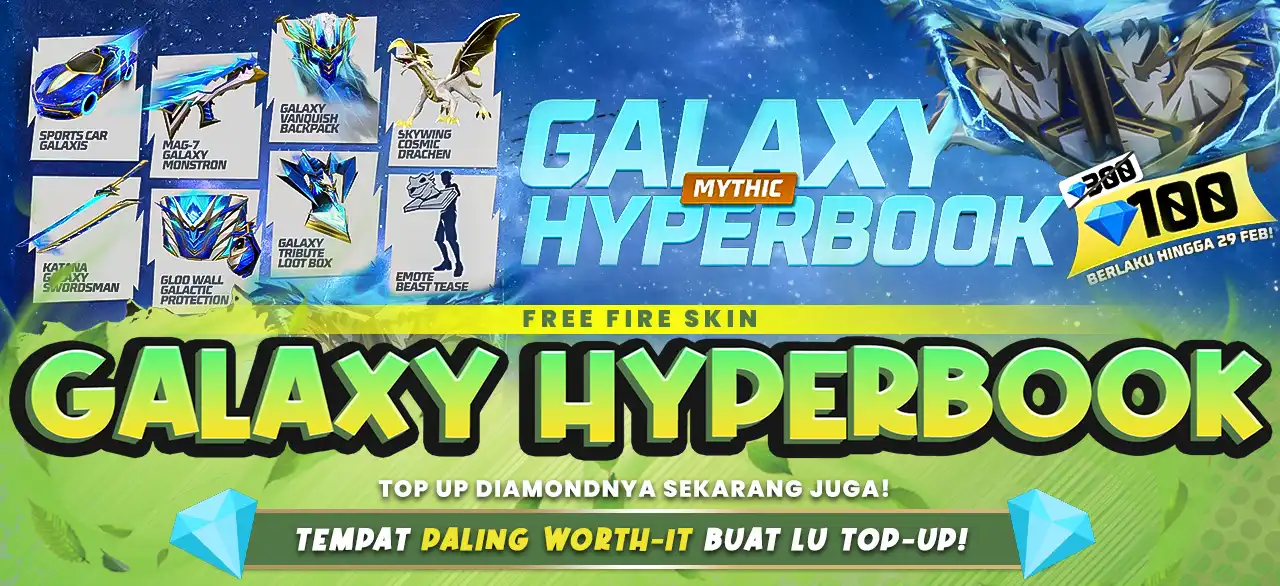 SPORTS CAR
GALAXIS
MAG-7
GALAXY
MONSTRON
GALAXY
VANQUISH
BACKPACK
SKYWING
COSMIC
DRACHEN
KATANA
GALAXY
SWORDSMAN
GLOO WALL
GALACTIC
PROTECTION
GALAXY
TRIBUTE
LOOT BOX
EMOTE
BEAST TEASE
GALAXY
MYTHIC
HYPERBOOK
300
100
BERLAKU HINGGA 29 FEB!
FREE FIRE SKIN
GALAXY HYPERBOOK
TOP UP DIAMONDNYA SEKARANG JUGA!
TEMPAT PALING WORTH-IT BUAT LU TOP-UP!